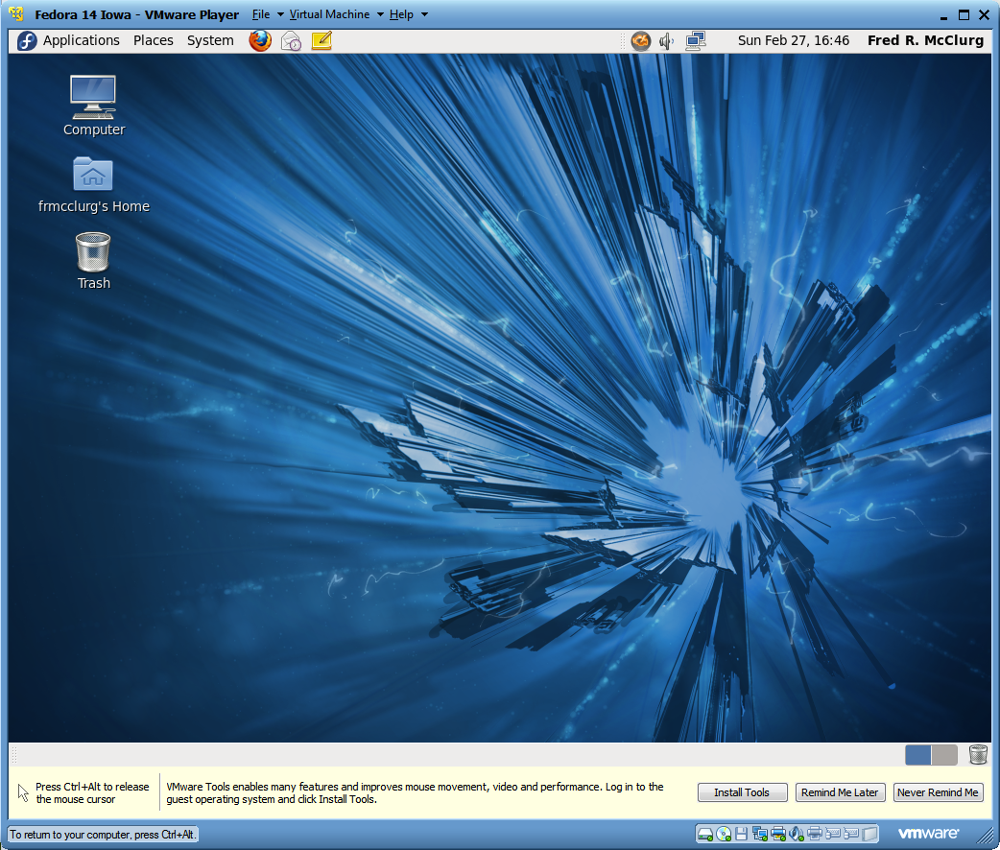 Fedora 14 Iowa - VMware Player File Virtual Machine Help
Applications Places System Sun Feb 27, 16:46 Fred R. McClurg
Computer
frmcclurg's Home
Trash
Press Ctrl+Alt to release
the mouse cursor
VMware Tools enables many features and improves mouse movement, video and performance. Log in to the
guest operating system and click Install Tools.
Install Tools Remind Me Later Never Remind Me
To return to your computer, press Ctrl+Alt. vmware